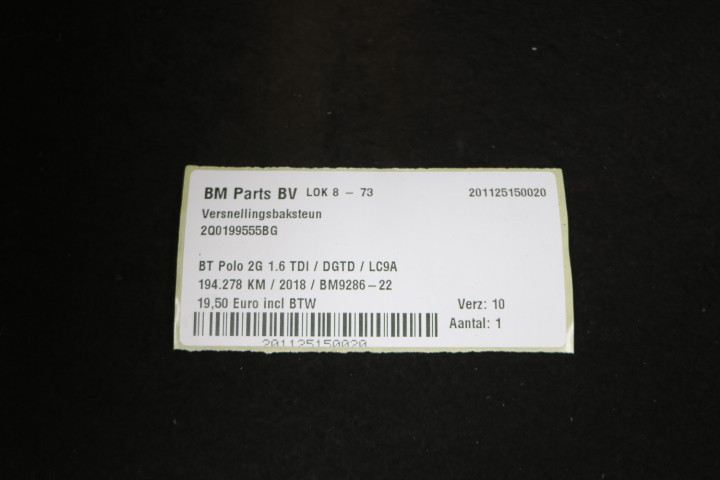 BM Parts BV LOK 8 - 73 201125150020
Versnellingsbaksteun
2Q0199555BG
BT Polo 2G 1.6 TDI / DGTD / LC9A
194.278 KM / 2018 / BM9286-22
19,50 Euro incl BTW Verz: 10
Aantal: 1
201125150020